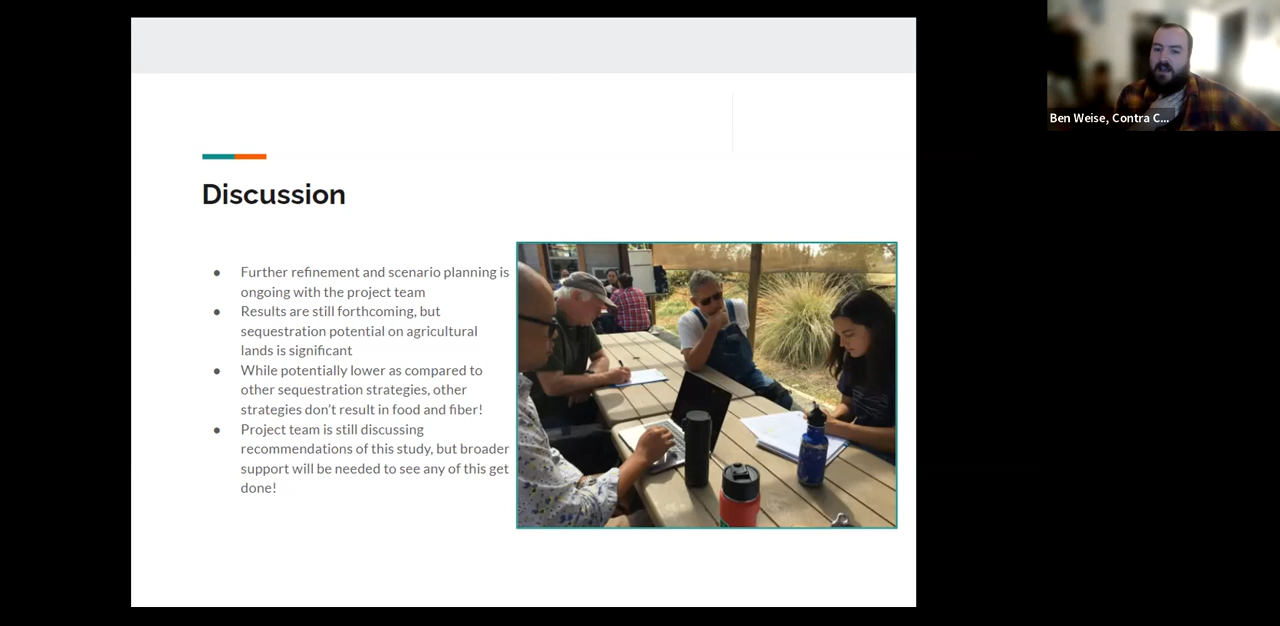 Ben Weise, Contra C...
Discussion
● Further refinement and scenario planning is
ongoing with the project team
● Results are still forthcoming, but
sequestration potential on agricultural
lands is significant
● While potentially lower as compared to
other sequestration strategies, other
strategies don't result in food and fiber!
● Project team is still discussing
recommendations of this study, but broader
support will be needed to see any of this get
done!